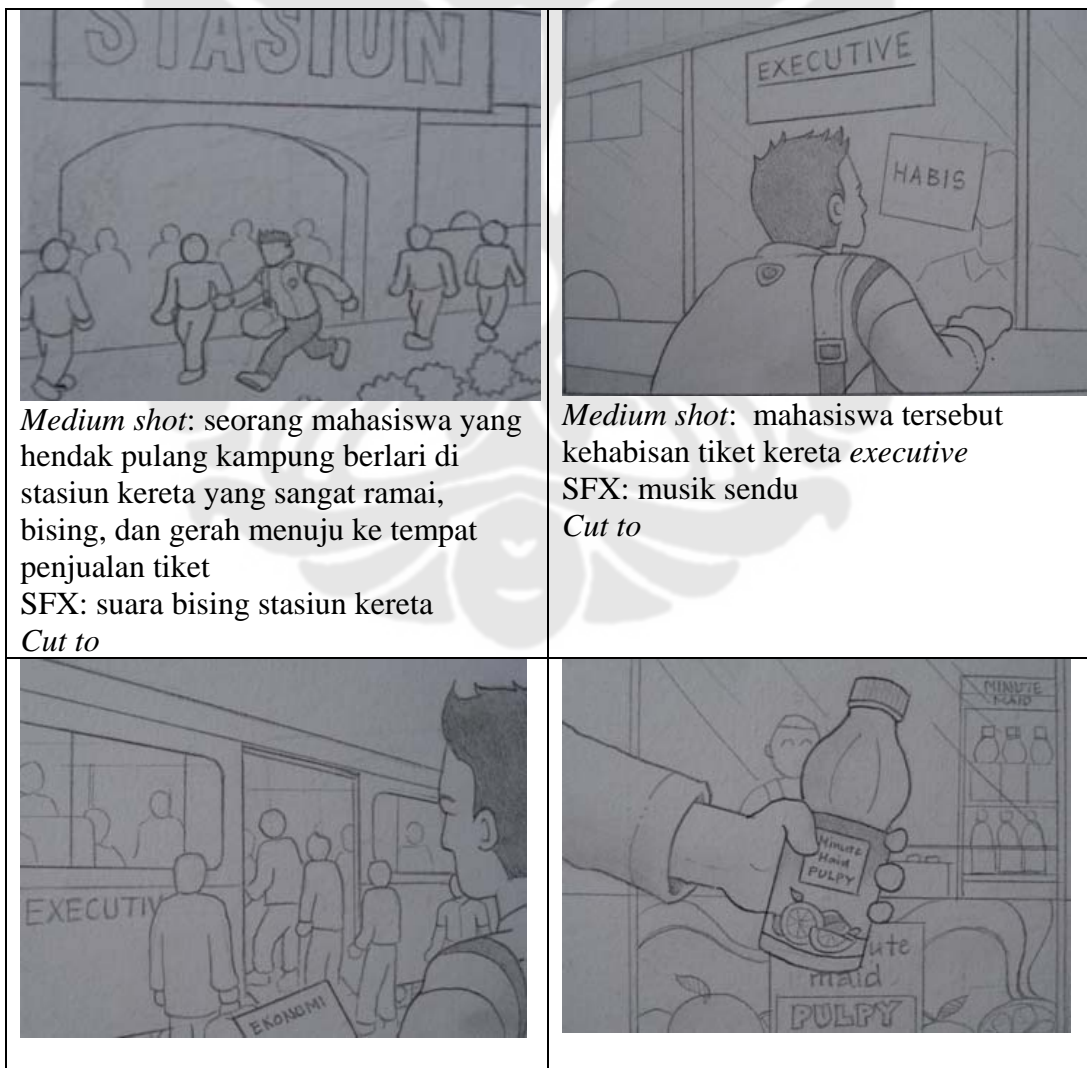 STASIUN
EXECUTIVE
HABIS
Medium shot: seorang mahasiswa yang
hendak pulang kampung berlari di
stasiun kereta yang sangat ramai,
bising, dan gerah menuju ke tempat
penjualan tiket
SFX: suara bising stasiun kereta
Cut to
Medium shot: mahasiswa tersebut
kehabisan tiket kereta executive
SFX: musik sendu
Cut to
EXECUTIV
EKONOMI
MINUTE
MAID
Minute
Maid
PULPY
ute
maid
PULPY